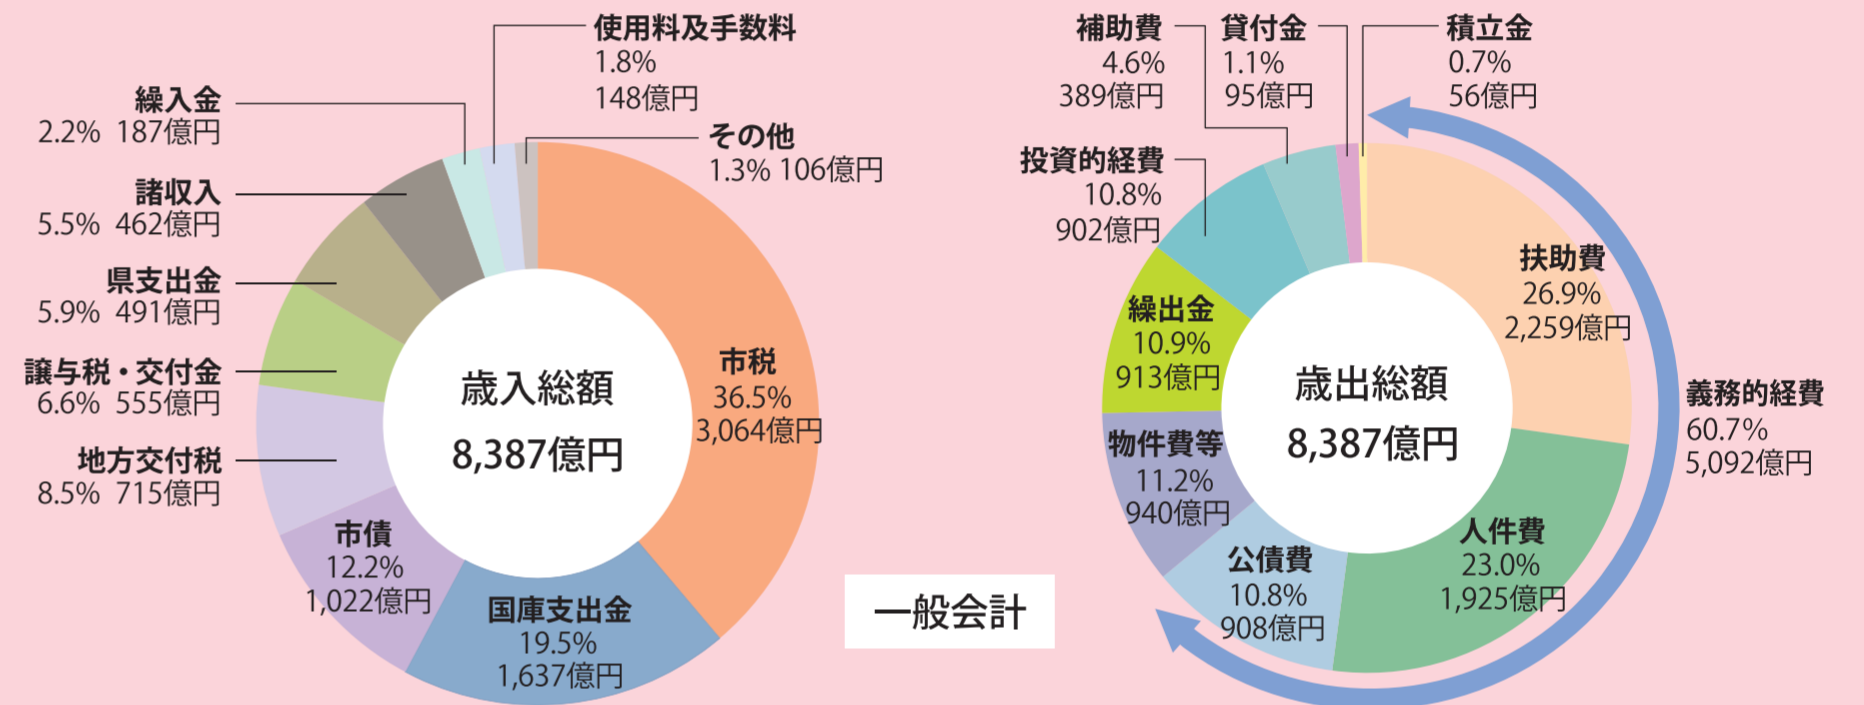 使用料及手数料
1.8%
148億円
繰入金
2.2% 187億円
その他
1.3% 106億円
諸収入
5.5% 462億円
県支出金
5.9% 491億円
譲与税・交付金
6.6% 555億円
地方交付税
8.5% 715億円
市債
12.2%
1,022億円
国庫支出金
19.5%
1,637億円
市税
36.5%
3,064億円
歳入総額
8,387億円
一般会計
補助費
4.6%
389億円
貸付金
1.1%
95億円
積立金
0.7%
56億円
投資的経費
10.8%
902億円
繰出金
10.9%
913億円
物件費等
11.2%
940億円
公債費
10.8%
908億円
人件費
23.0%
1,925億円
扶助費
26.9%
2,259億円
歳出総額
8,387億円
義務的経費
60.7%
5,092億円